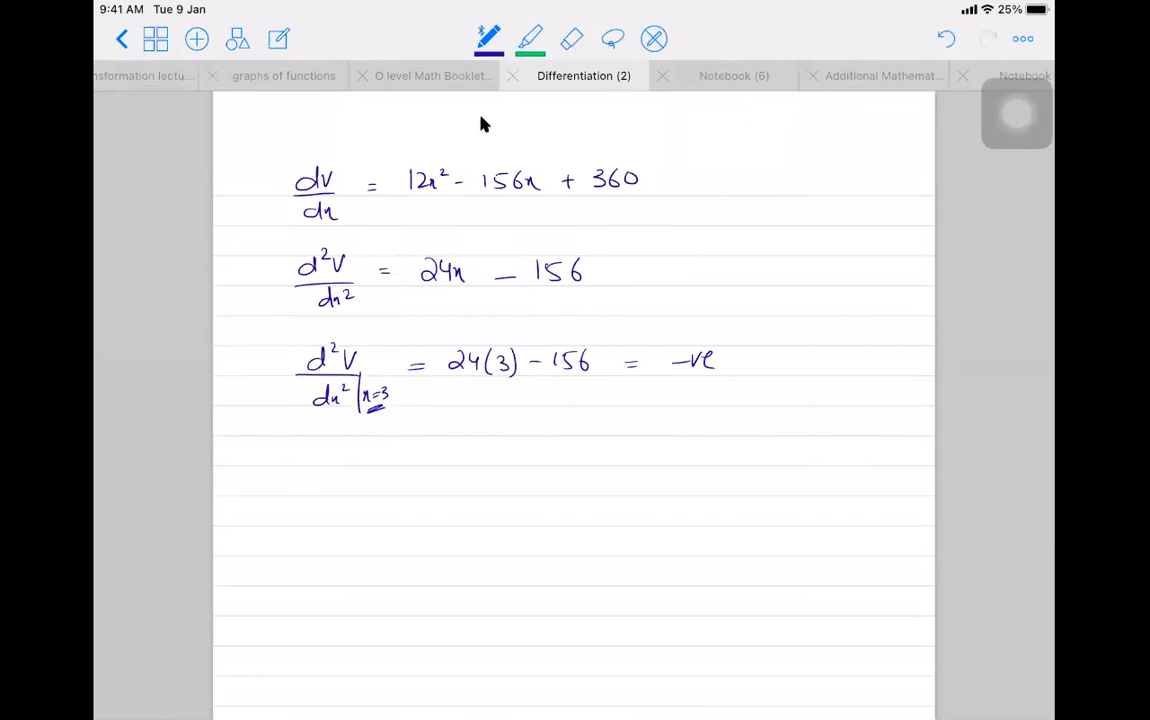 9:41 AM Tue 9 Jan 25%
nsformation lectu... graphs of functions O level Math Booklet... Differentiation (2) Notebook (6) Additional Mathemat... Notebook
dV/dx = 12x² - 156x + 360
d²V/dx² = 24x - 156
d²V/dx² |x=3 = 24(3) - 156 = -ve